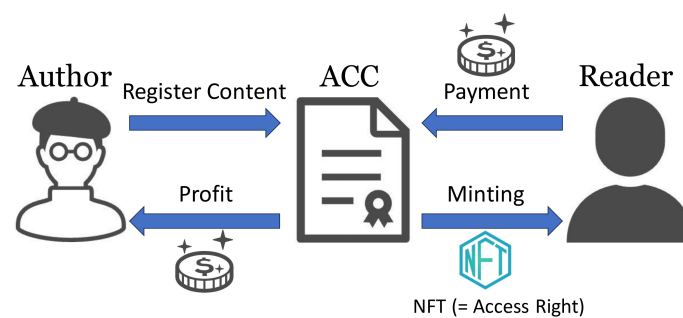 Author
ACC
Reader
Register Content
Payment
Profit
Minting
NFT
NFT (= Access Right)